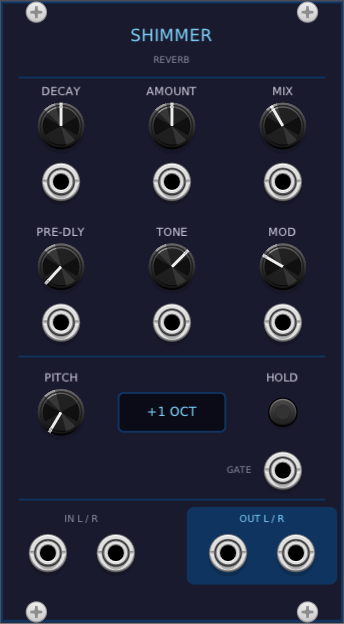 SHIMMER
REVERB
DECAY AMOUNT MIX
PRE-DLY TONE MOD
PITCH HOLD
+1 OCT
GATE
IN L / R OUT L / R